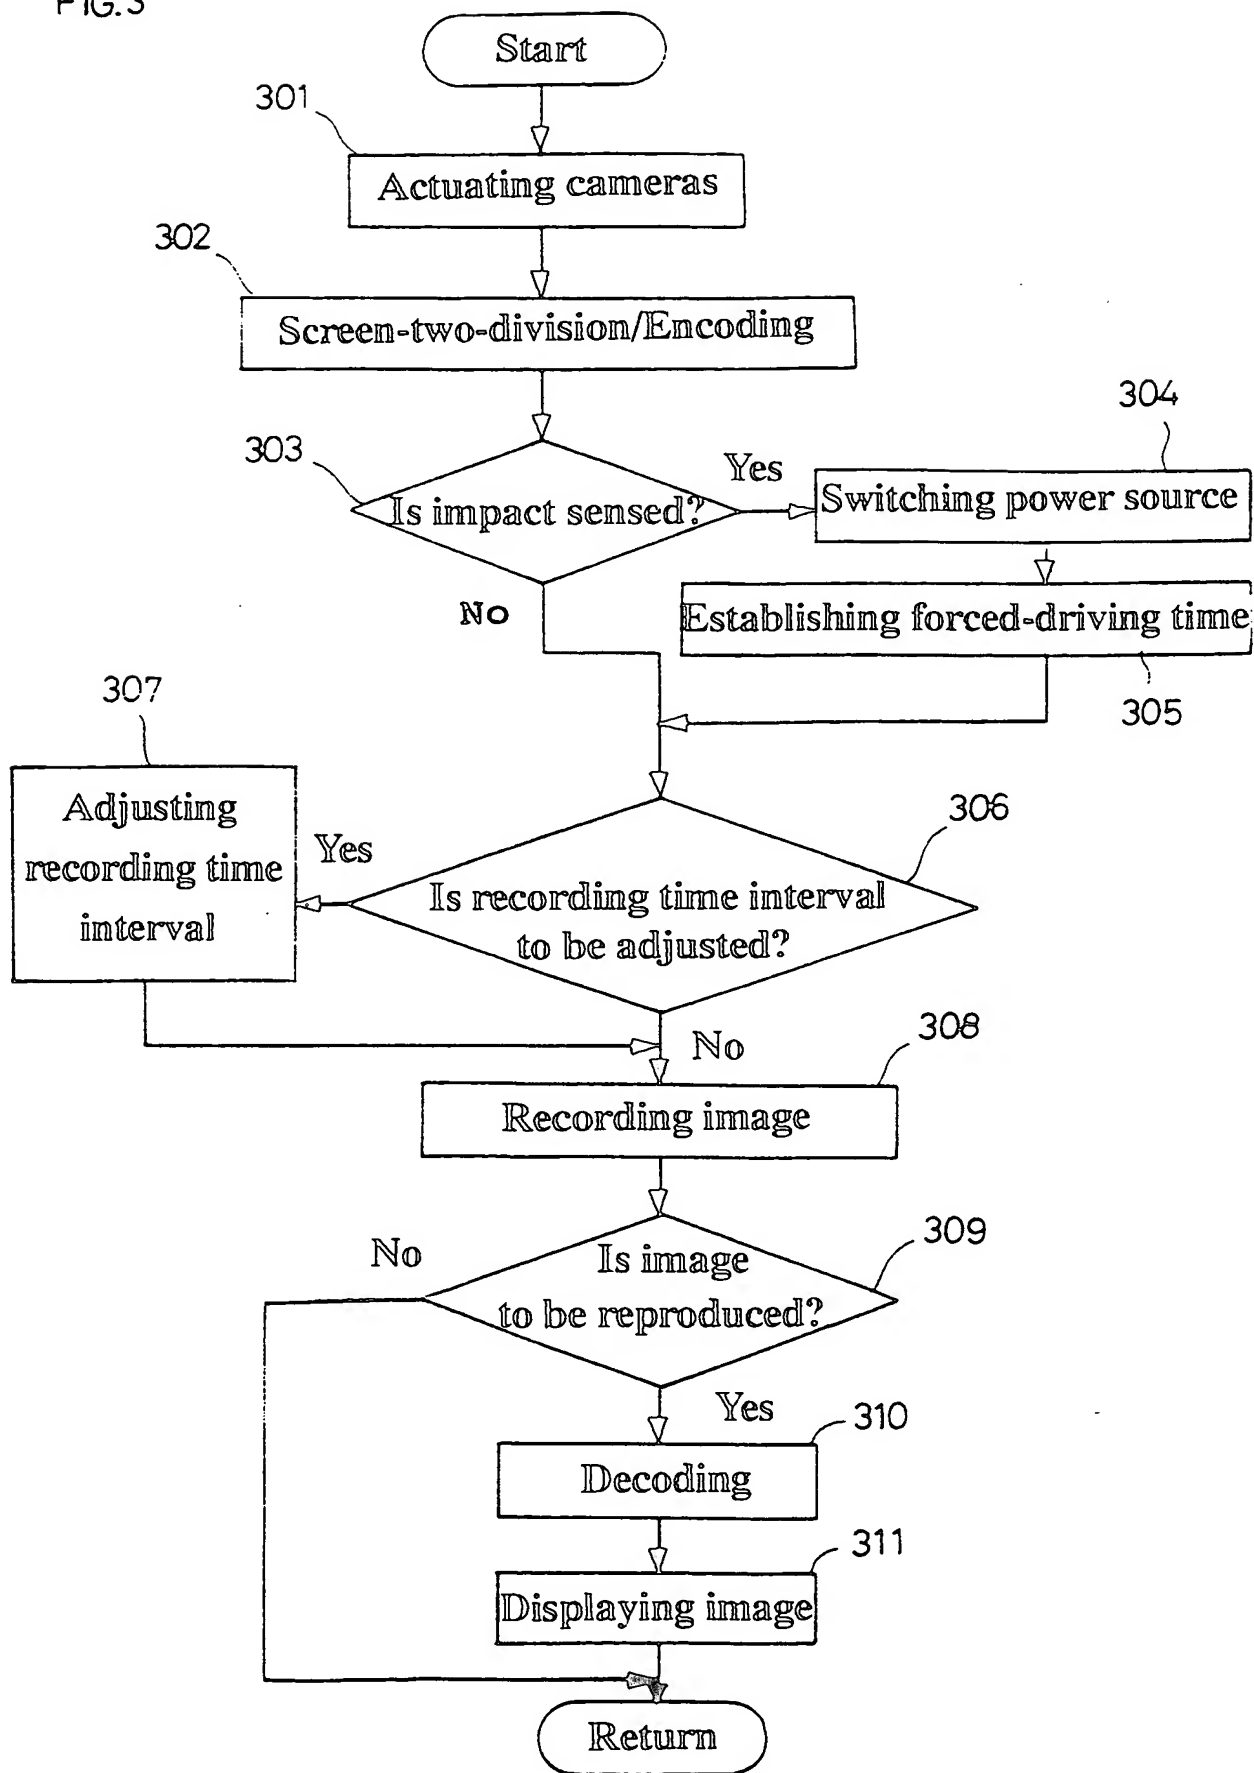 FIG.3
Start
301
Actuating cameras
302
Screen-two-division/Encoding
303
Is impact sensed?
Yes
304
Switching power source
No
Establishing forced-driving time
305
307
Adjusting
recording time
interval
Yes
306
Is recording time interval
to be adjusted?
No
308
Recording image
309
No
Is image
to be reproduced?
Yes
310
Decoding
311
Displaying image
Return